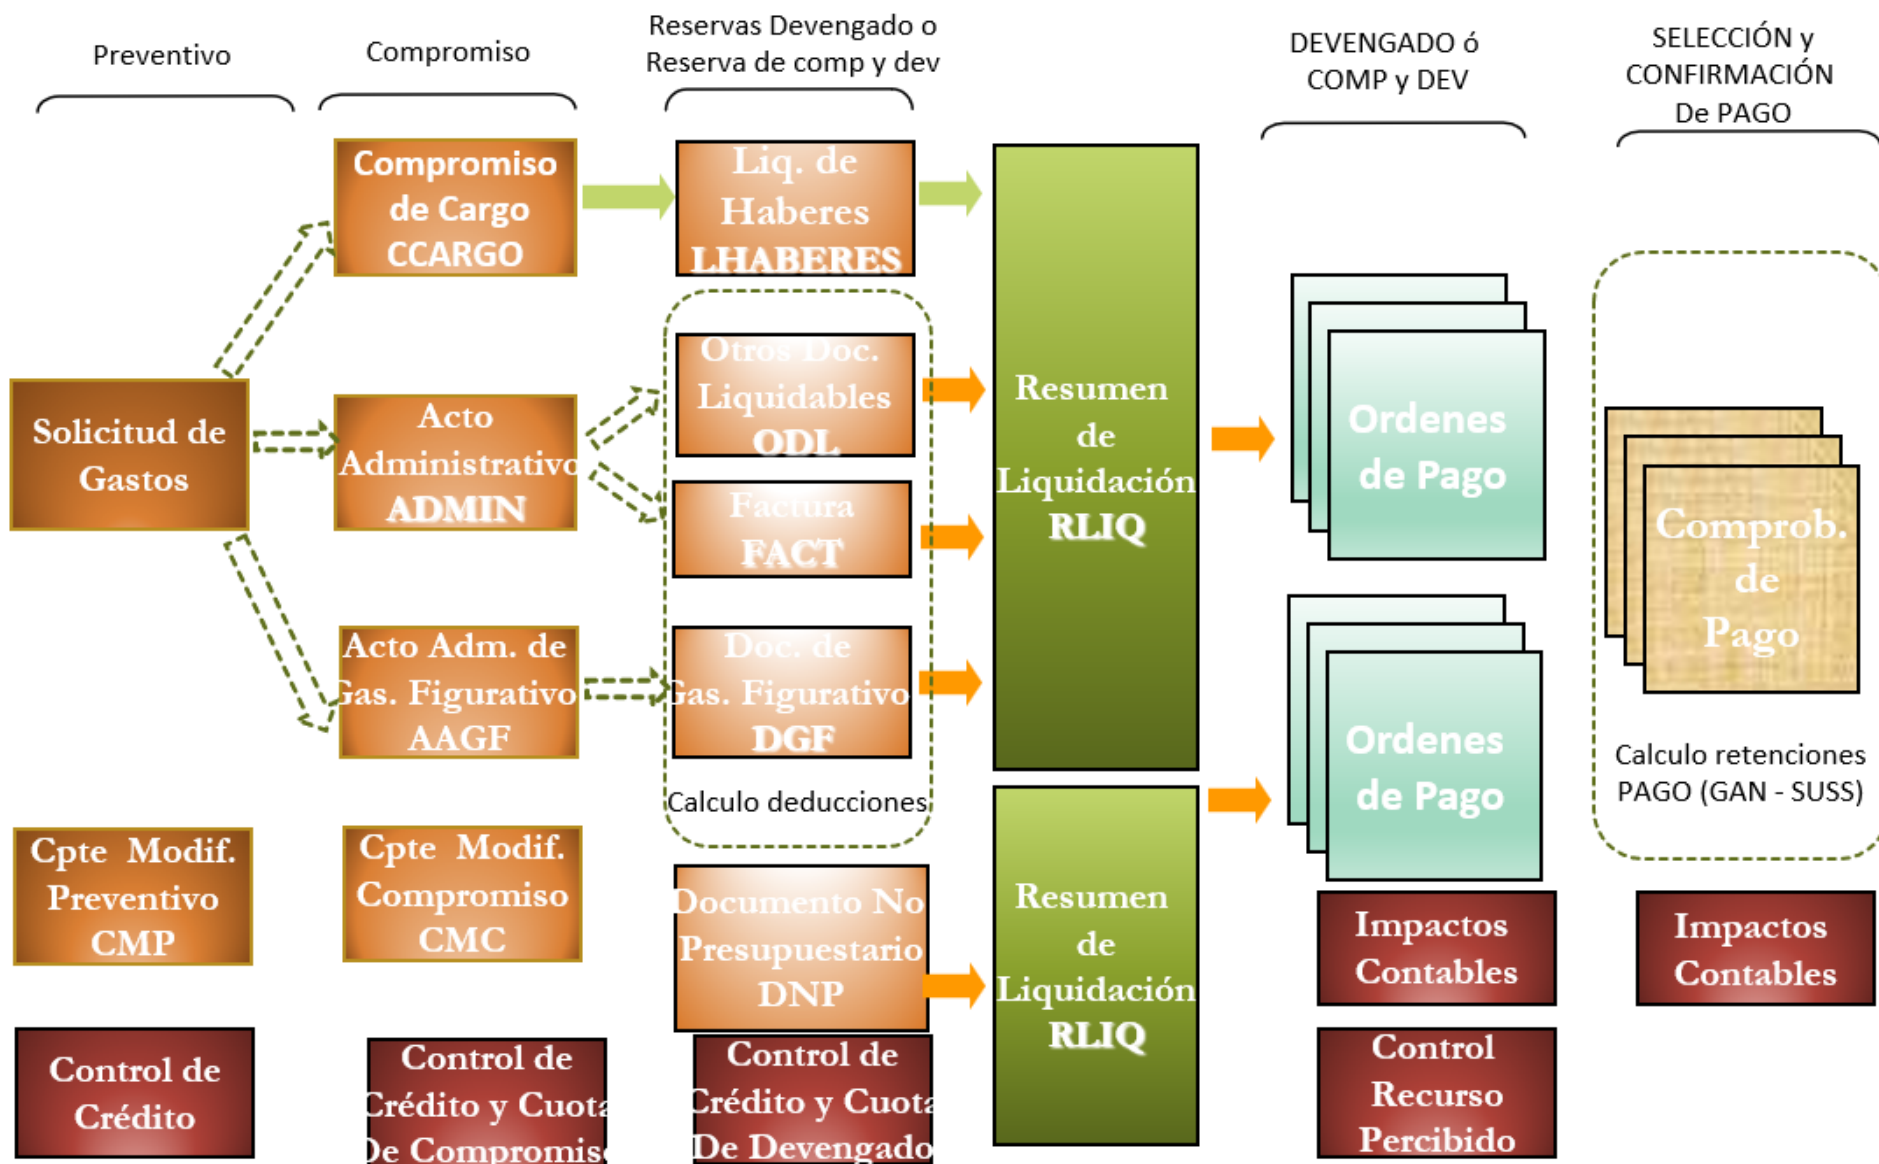 Preventivo
Compromiso
Reservas Devengado o
Reserva de comp y dev
DEVENGADO ó
COMP y DEV
SELECCIÓN y
CONFIRMACIÓN
De PAGO
Compromiso
de Cargo
CCARGO
Liq. de
Haberes
LHABERES
Solicitud de
Gastos
Acto
Administrativo
ADMIN
Otros Doc.
Liquidables
ODL
Factura
FACT
Acto Adm. de
Gas. Figurativo
AAGF
Doc. de
Gas. Figurativo
DGF
Calculo deducciones
Resumen
de
Liquidación
RLIQ
Ordenes
de Pago
Ordenes
de Pago
Comprob.
de
Pago
Calculo retenciones
PAGO (GAN - SUSS)
Cpte Modif.
Preventivo
CMP
Cpte Modif.
Compromiso
CMC
Documento No
Presupuestario
DNP
Resumen
de
Liquidación
RLIQ
Impactos
Contables
Impactos
Contables
Control de
Crédito
Control de
Crédito y Cuota
De Compromiso
Control de
Crédito y Cuota
De Devengado
Control
Recurso
Percibido